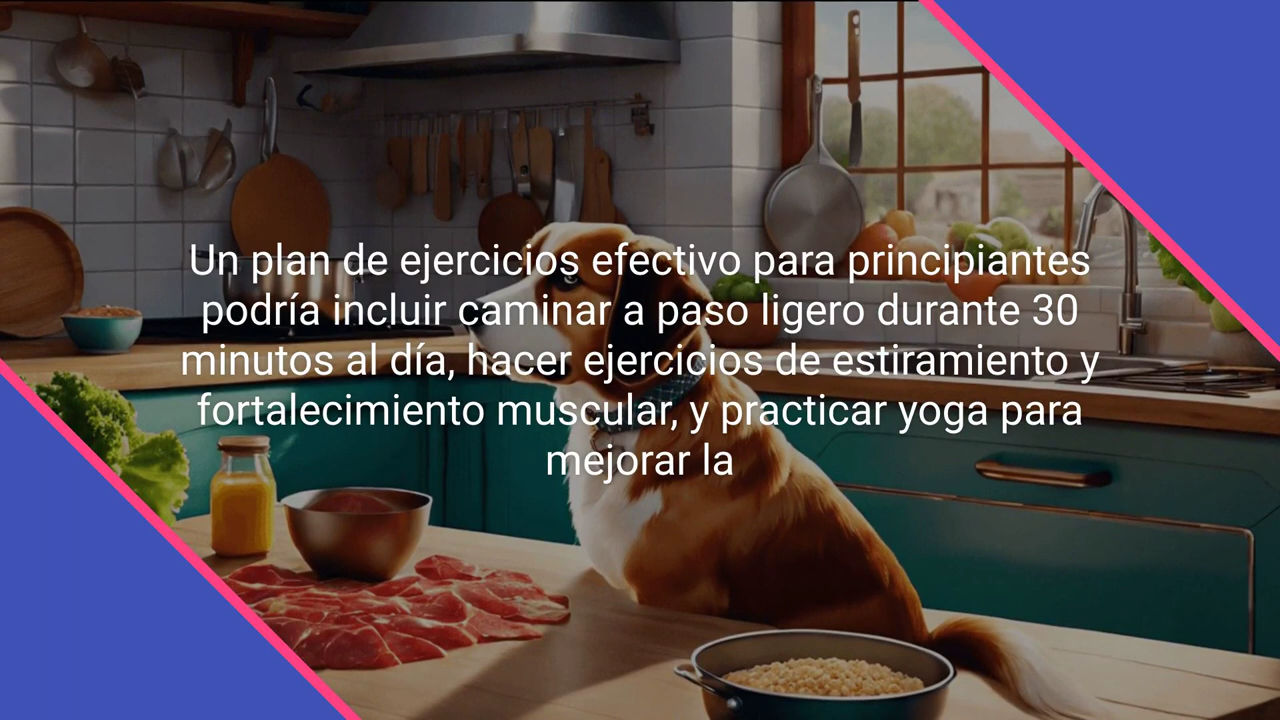 Un plan de ejercicios efectivo para principiantes
podría incluir caminar a paso ligero durante 30
minutos al día, hacer ejercicios de estiramiento y
fortalecimiento muscular, y practicar yoga para
mejorar la